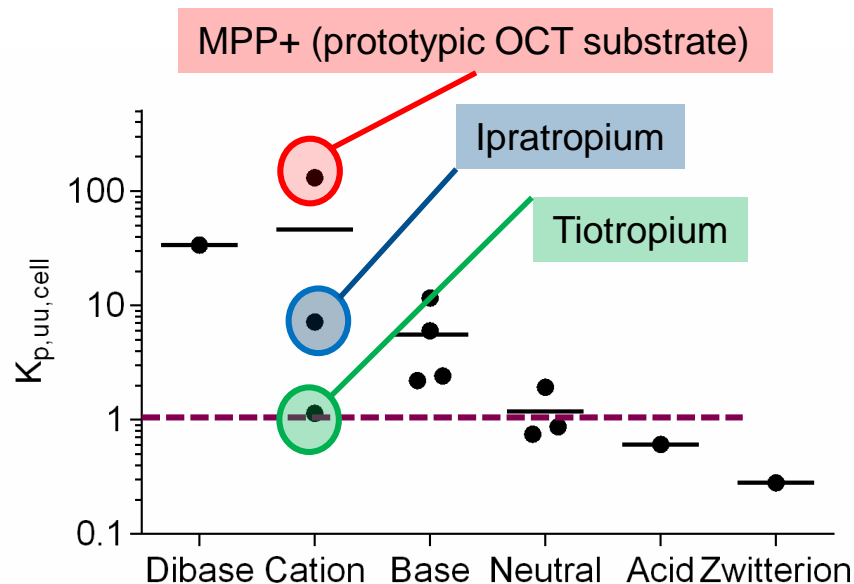 MPP+ (prototypic OCT substrate)
Ipratropium
Tiotropium
Kp,uu,cell
100
10
1
0.1
Dibase Cation Base Neutral Acid Zwitterion